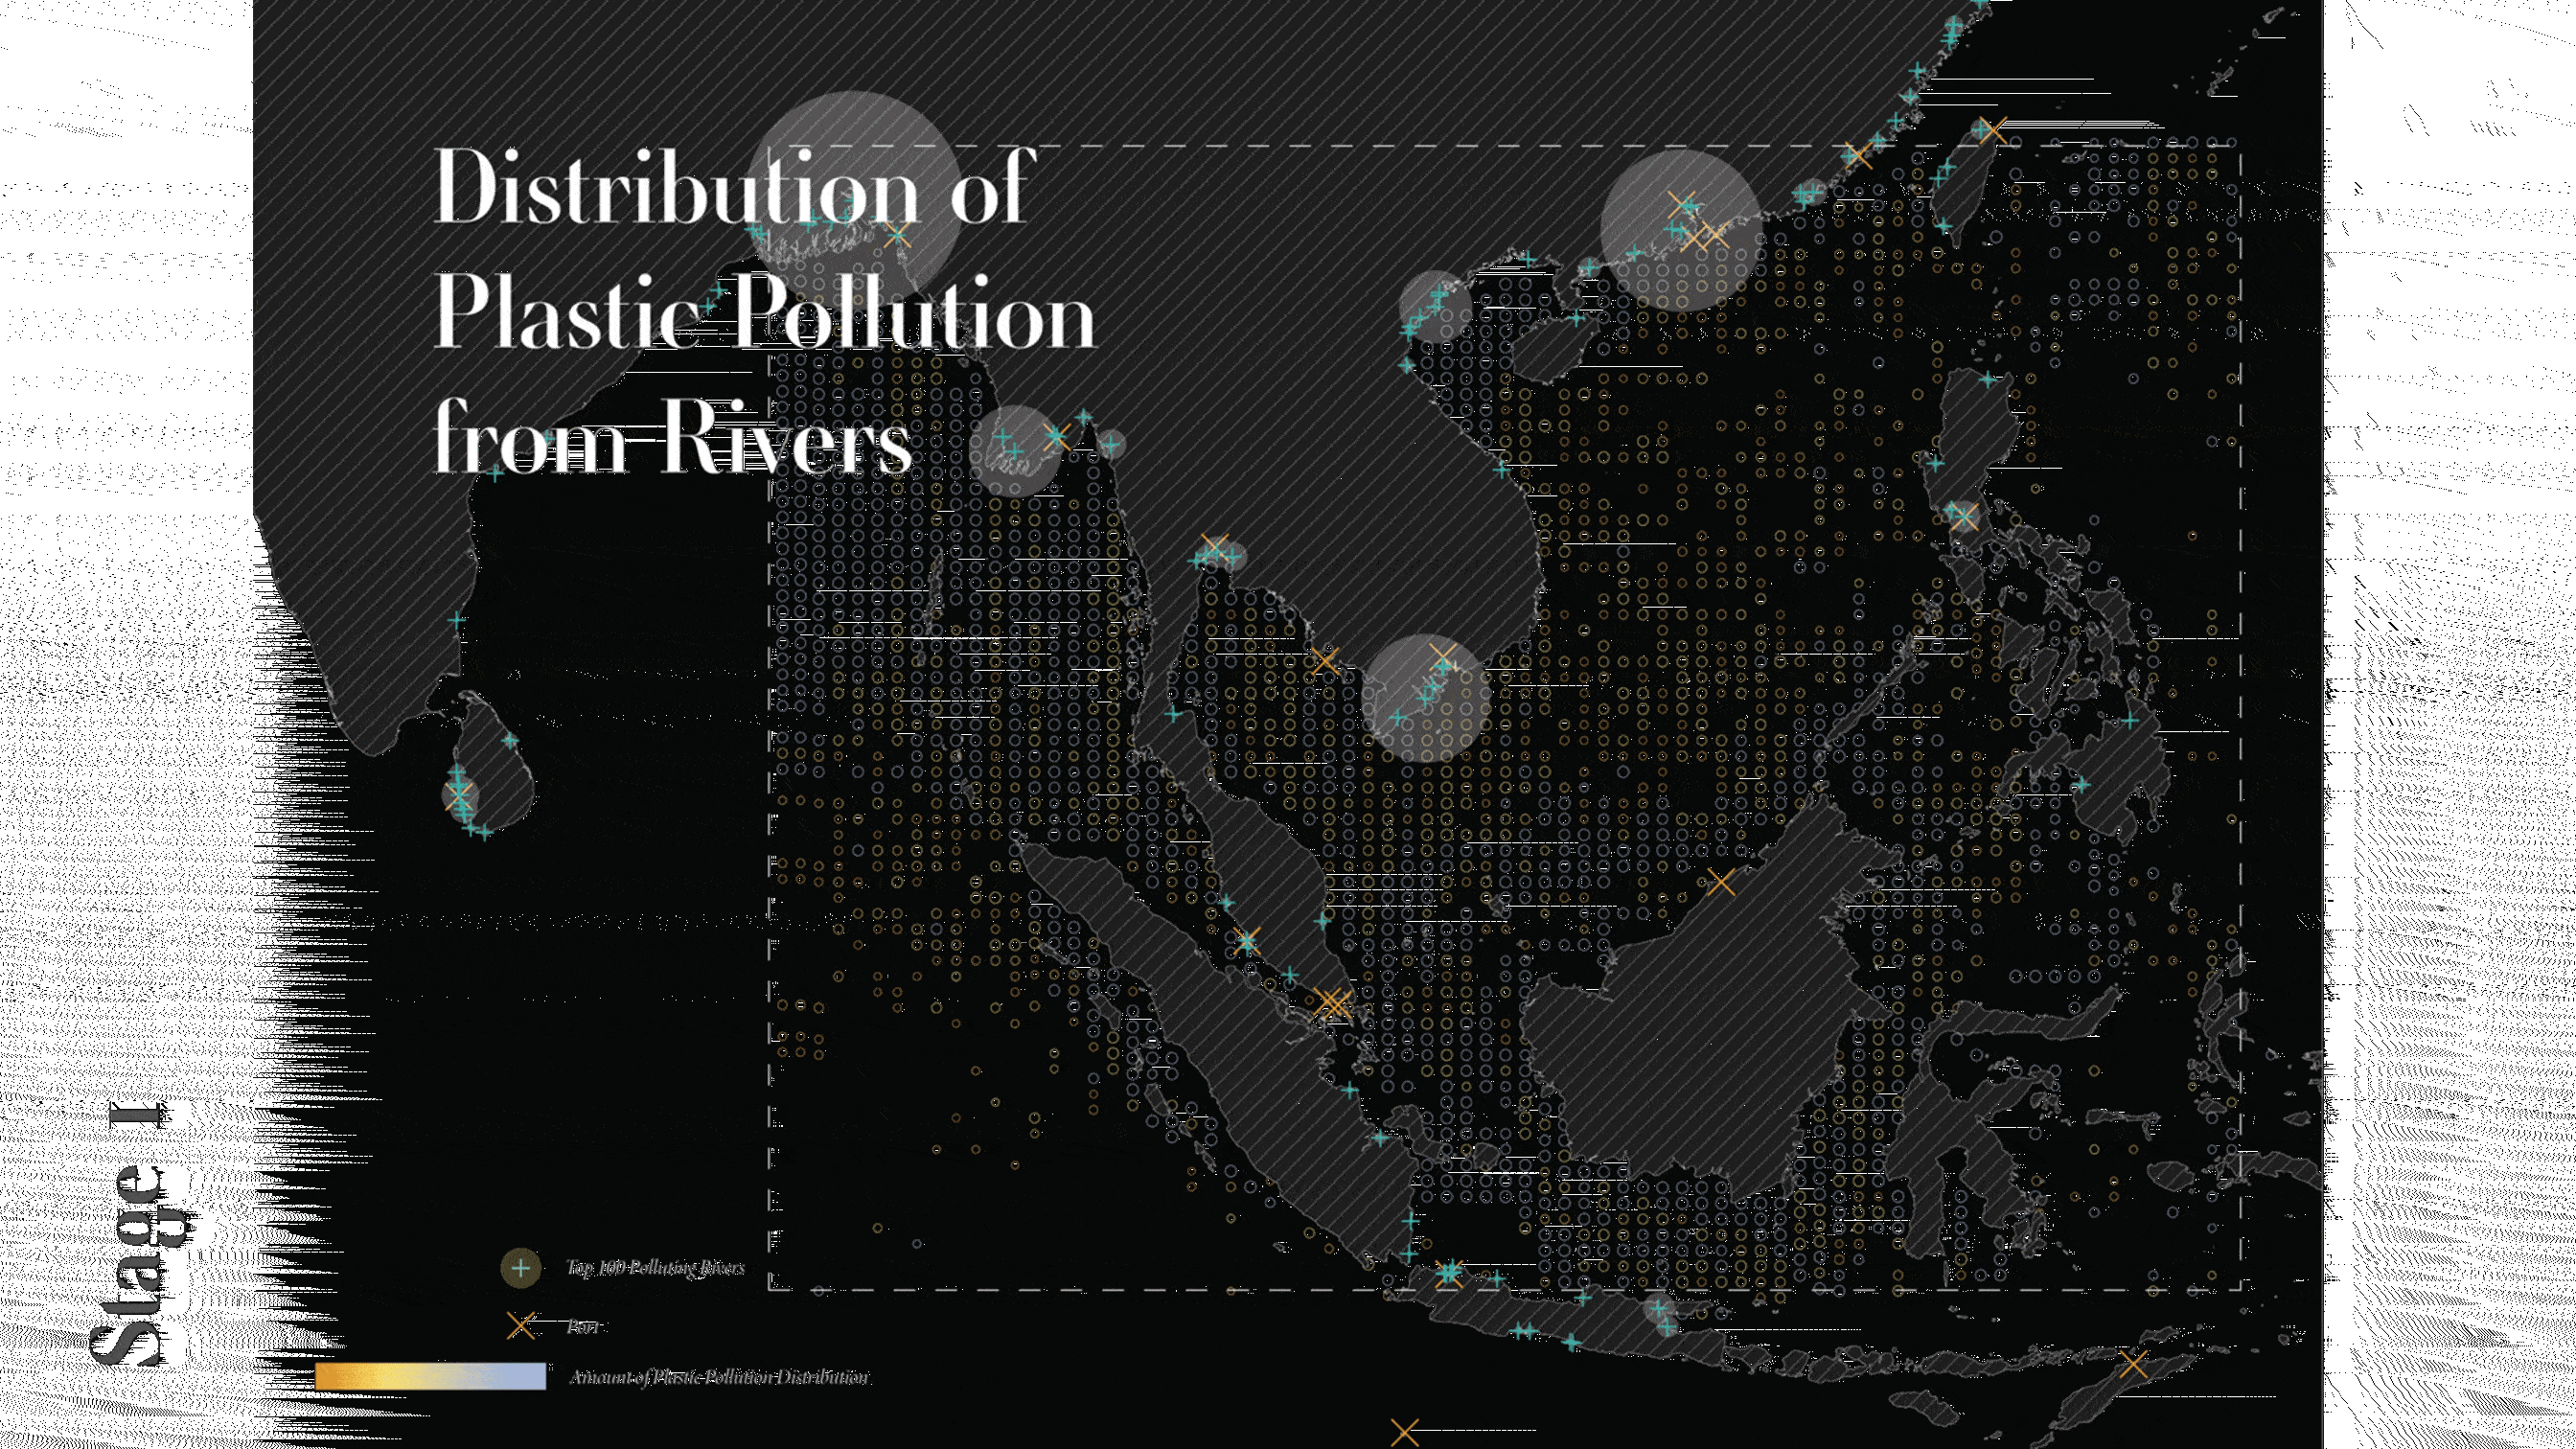 Distribution of
Plastic Pollution
from Rivers
Stage I
Top 100 Polluting Rivers
Port
Amount of Plastic Pollution Distribution